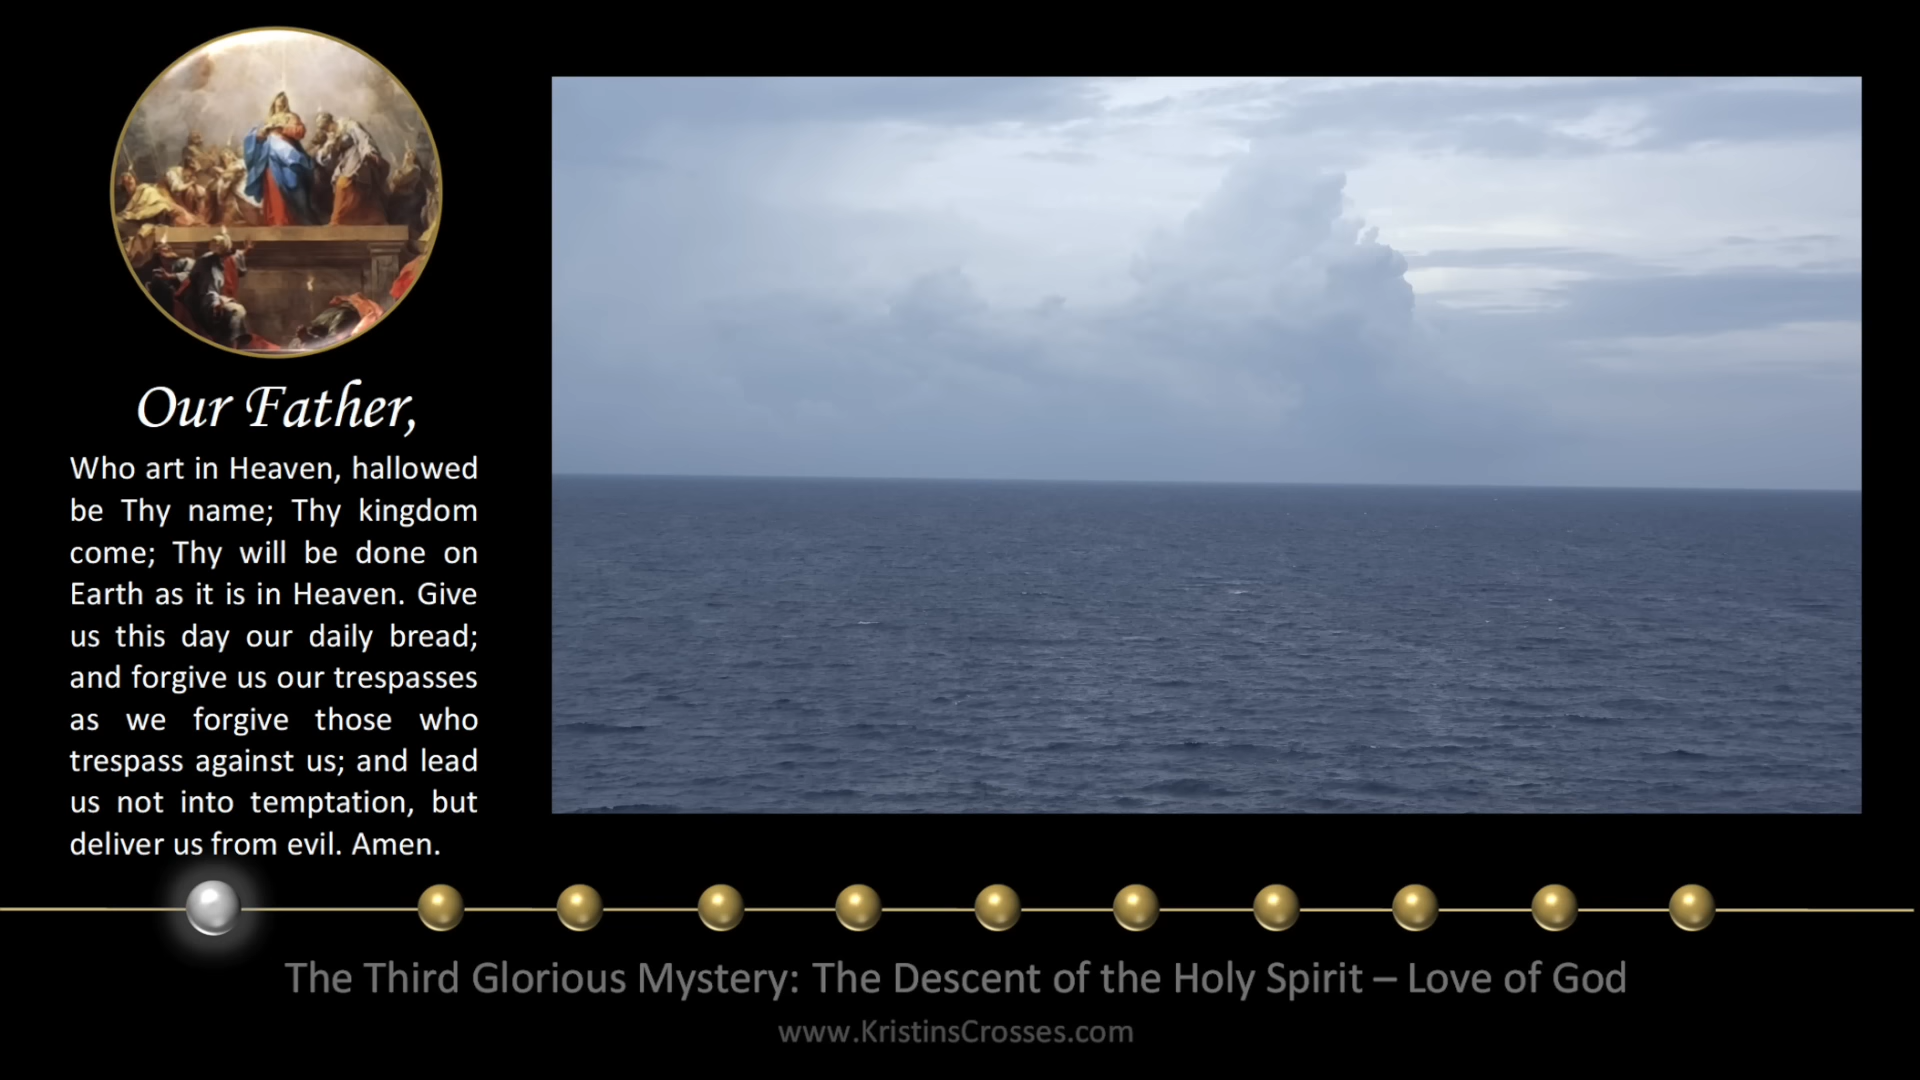 Our Father,
Who art in Heaven, hallowed
be Thy name; Thy kingdom
come; Thy will be done on
Earth as it is in Heaven. Give
us this day our daily bread;
and forgive us our trespasses
as we forgive those who
trespass against us; and lead
us not into temptation, but
deliver us from evil. Amen.
The Third Glorious Mystery: The Descent of the Holy Spirit – Love of God
www.KristinsCrosses.com